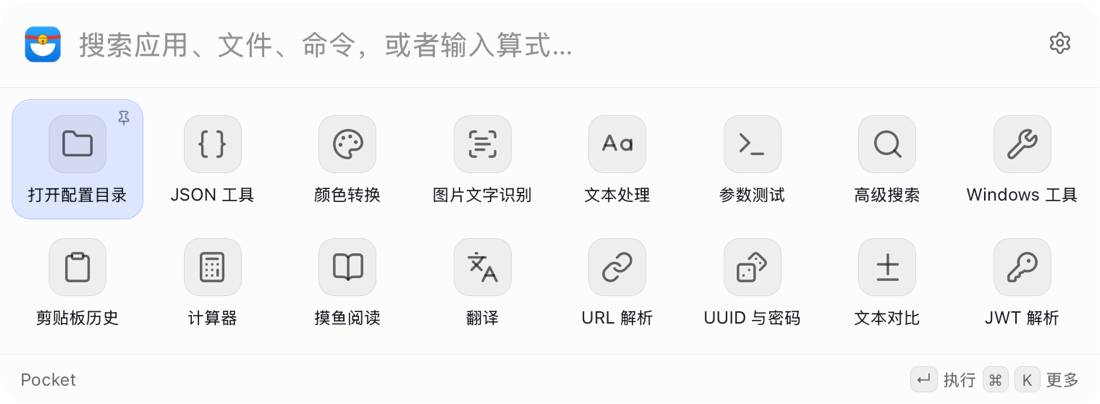 搜索应用、文件、命令，或者输入算式...
打开配置目录 JSON 工具 颜色转换 图片文字识别 Aa 文本处理 参数测试 高级搜索 Windows 工具
剪贴板历史 计算器 摸鱼阅读 翻译 URL 解析 UUID 与密码 文本对比 JWT 解析
Pocket ↵ 执行 ⌘ K 更多